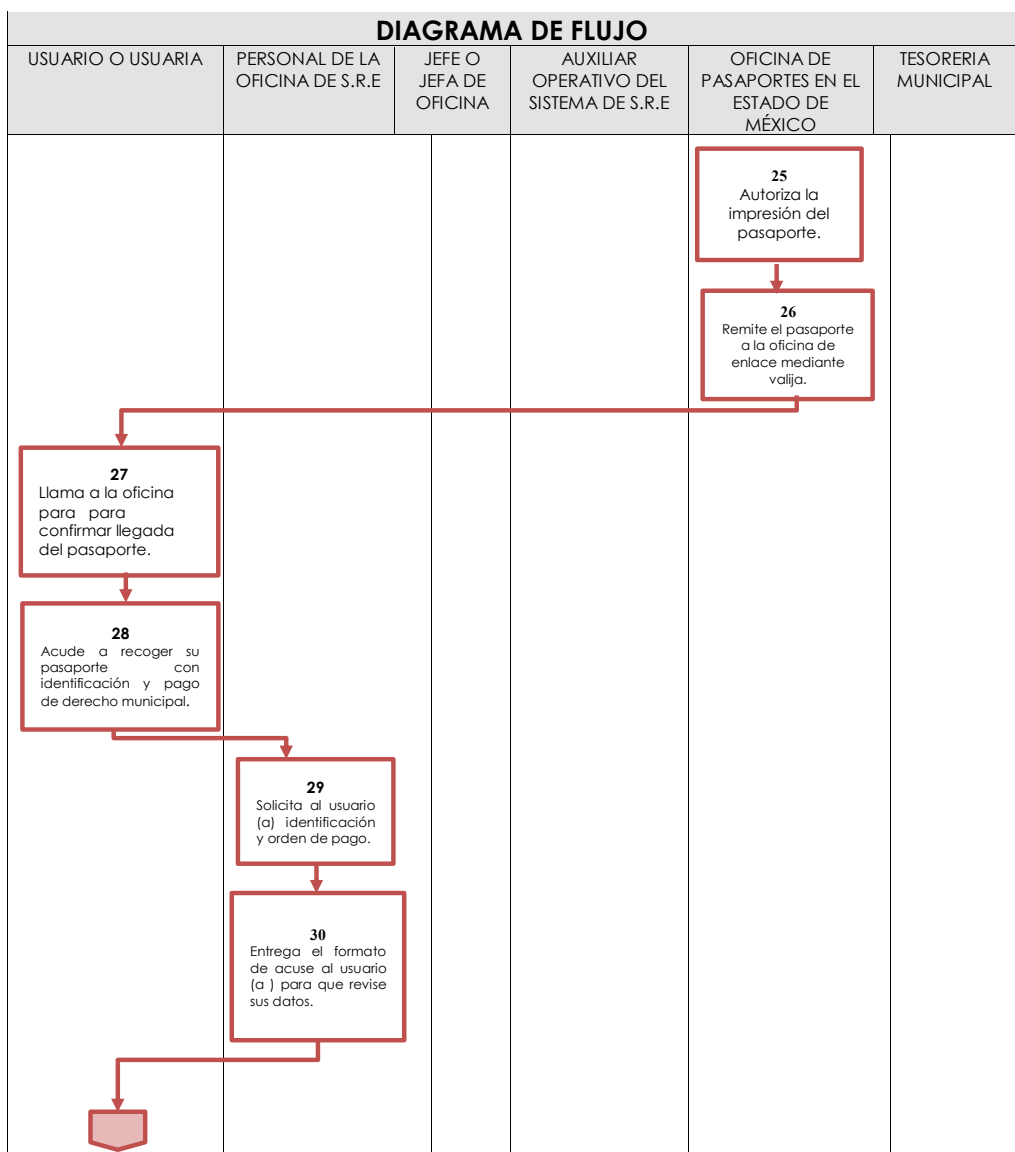 DIAGRAMA DE FLUJO
USUARIO O USUARIA
PERSONAL DE LA
OFICINA DE S.R.E
JEFE O
JEFA DE
OFICINA
AUXILIAR
OPERATIVO DEL
SISTEMA DE S.R.E
OFICINA DE
PASAPORTES EN EL
ESTADO DE
MÉXICO
TESORERIA
MUNICIPAL
25
Autoriza la
impresión del
pasaporte.
26
Remite el pasaporte
a la oficina de
enlace mediante
valija.
27
Llama a la oficina
para para
confirmar llegada
del pasaporte.
28
Acude a recoger su
pasaporte con
identificación y pago
de derecho municipal.
29
Solicita al usuario
(a) identificación
y orden de pago.
30
Entrega el formato
de acuse al usuario
(a ) para que revise
sus datos.